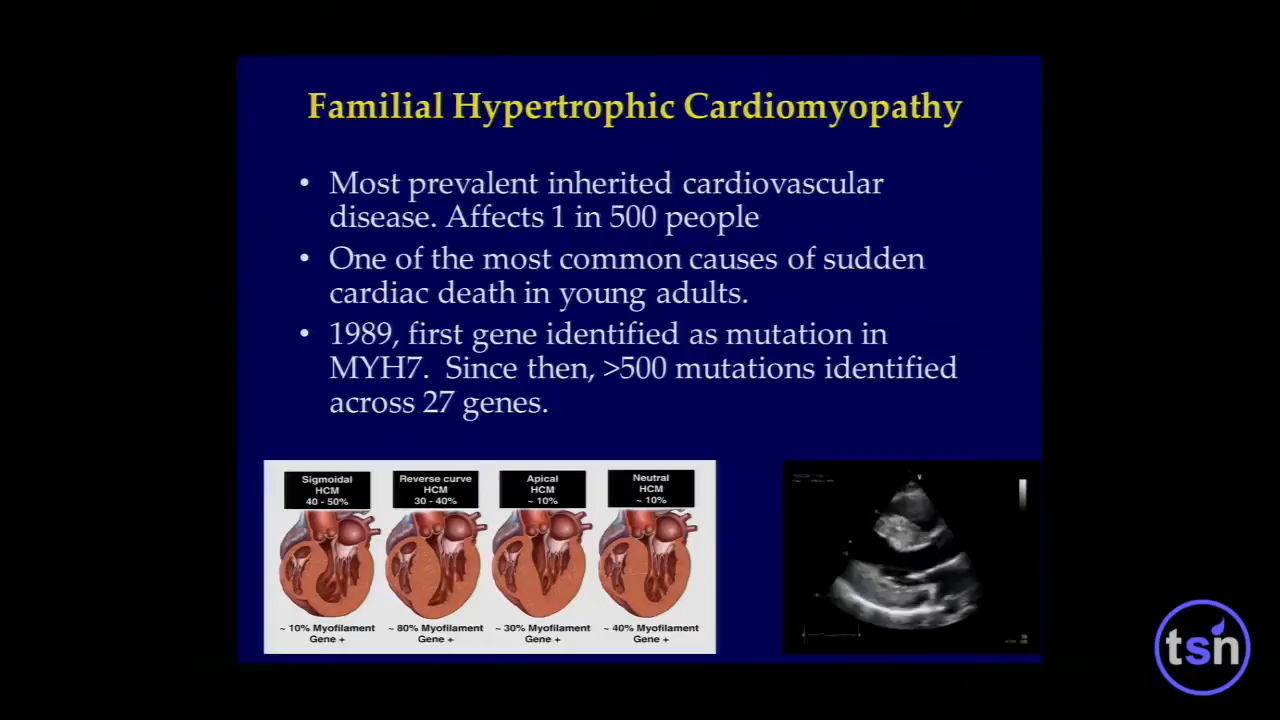 Familial Hypertrophic Cardiomyopathy
• Most prevalent inherited cardiovascular
disease. Affects 1 in 500 people
• One of the most common causes of sudden
cardiac death in young adults.
• 1989, first gene identified as mutation in
MYH7.  Since then, >500 mutations identified
across 27 genes.
Sigmoidal
HCM
40 - 50%
~ 10% Myofilament
Gene +
Reverse curve
HCM
30 - 40%
~ 80% Myofilament
Gene +
Apical
HCM
~ 10%
~ 30% Myofilament
Gene +
Neutral
HCM
~ 10%
~ 40% Myofilament
Gene +
tsn